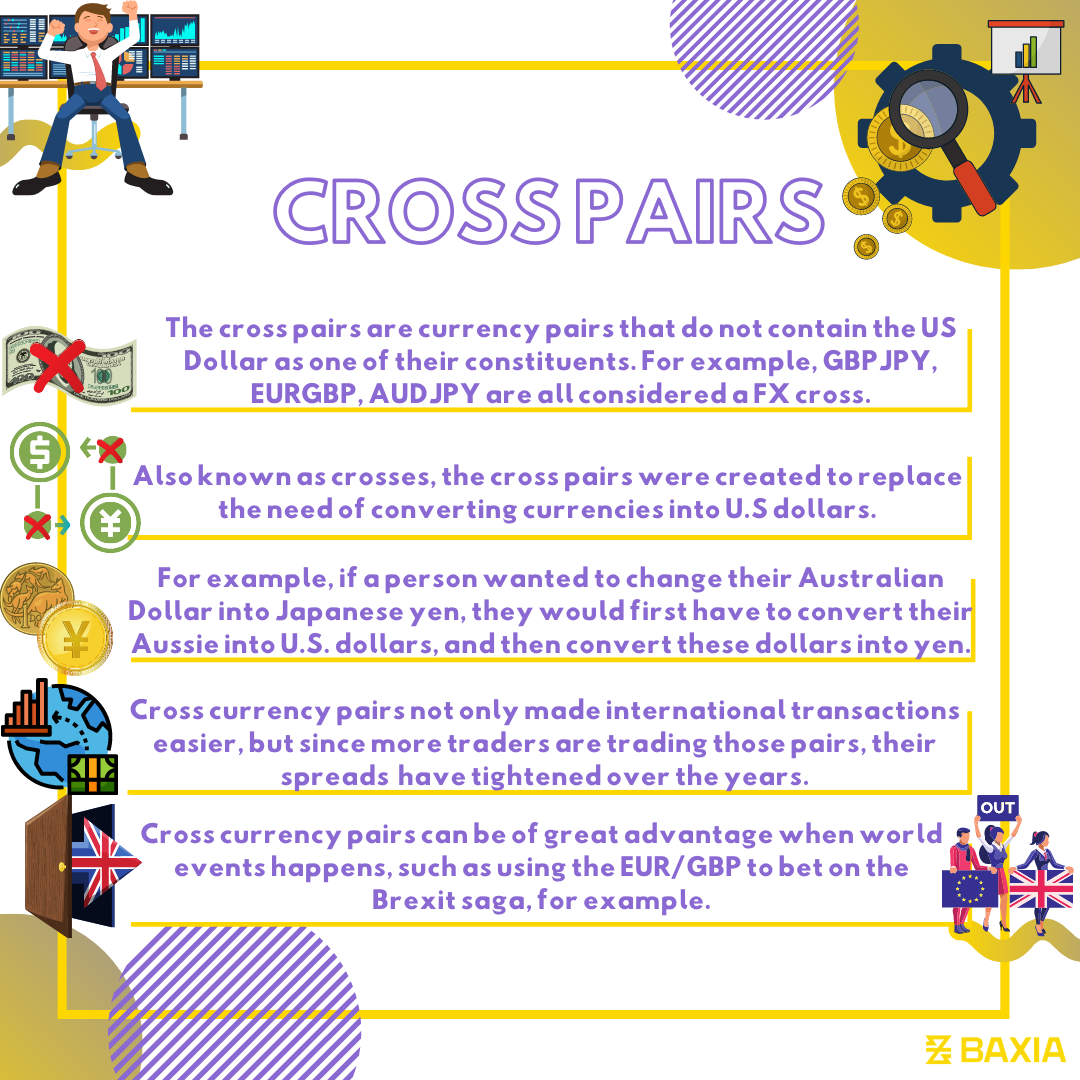 CROSS PAIRS
The cross pairs are currency pairs that do not contain the US
Dollar as one of their constituents. For example, GBPJPY,
EURGBP, AUDJPY are all considered a FX cross.
Also known as crosses, the cross pairs were created to replace
the need of converting currencies into U.S dollars.
For example, if a person wanted to change their Australian
Dollar into Japanese yen, they would first have to convert their
Aussie into U.S. dollars, and then convert these dollars into yen.
Cross currency pairs not only made international transactions
easier, but since more traders are trading those pairs, their
spreads have tightened over the years.
OUT
Cross currency pairs can be of great advantage when world
events happens, such as using the EUR/GBP to bet on the
Brexit saga, for example.
BAXIA